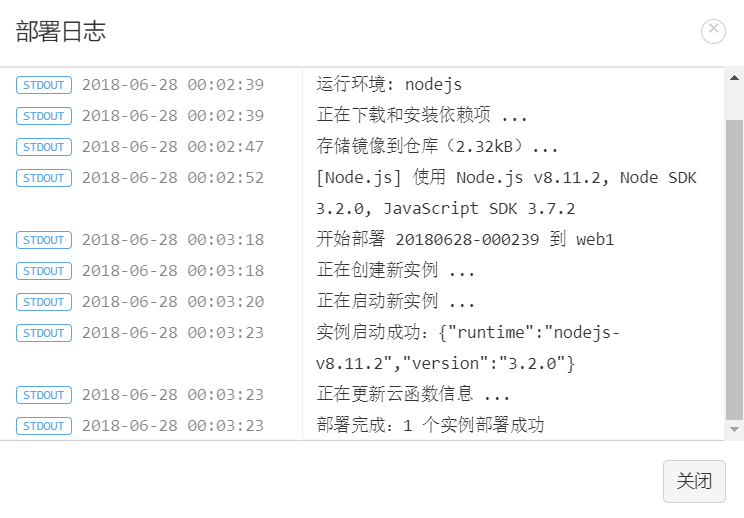 部署日志
STDOUT 2018-06-28 00:02:39 运行环境: nodejs
STDOUT 2018-06-28 00:02:39 正在下载和安装依赖项 ...
STDOUT 2018-06-28 00:02:47 存储镜像到仓库（2.32kB）...
STDOUT 2018-06-28 00:02:52 [Node.js] 使用 Node.js v8.11.2, Node SDK
3.2.0, JavaScript SDK 3.7.2
STDOUT 2018-06-28 00:03:18 开始部署 20180628-000239 到 web1
STDOUT 2018-06-28 00:03:18 正在创建新实例 ...
STDOUT 2018-06-28 00:03:20 正在启动新实例 ...
STDOUT 2018-06-28 00:03:23 实例启动成功：{"runtime":"nodejs-
v8.11.2","version":"3.2.0"}
STDOUT 2018-06-28 00:03:23 正在更新云函数信息 ...
STDOUT 2018-06-28 00:03:23 部署完成：1 个实例部署成功
关闭